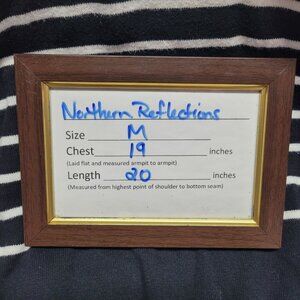 Northern Reflections
Size M
Chest 19 inches
(Laid flat and measured armpit to armpit)
Length 20 inches
(Measured from highest point of shoulder to bottom seam)